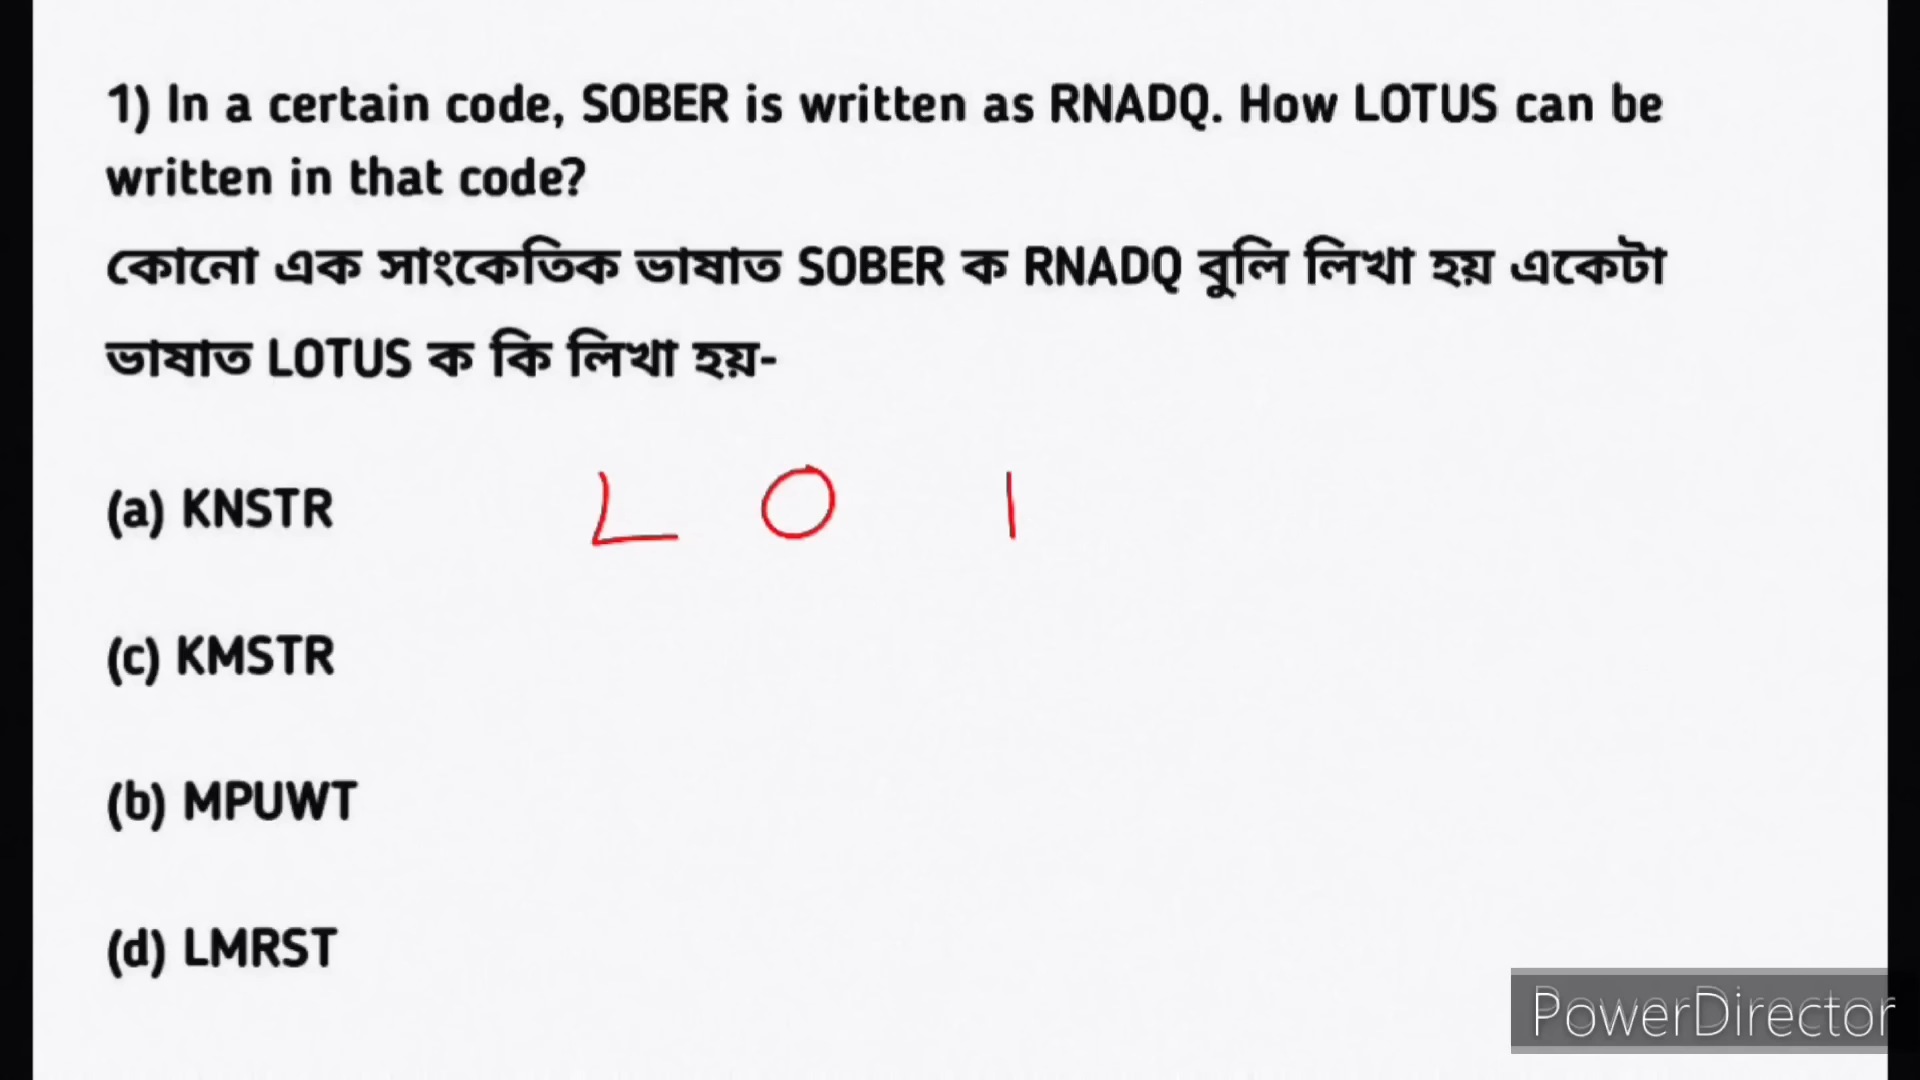 1) In a certain code, SOBER is written as RNADQ. How LOTUS can be
written in that code?
কোনো এক সাংকেতিক ভাষাত SOBER ক RNADQ বুলি লিখা হয় একেটা
ভাষাত LOTUS ক কি লিখা হয়-
(a) KNSTR L O I
(c) KMSTR
(b) MPUWT
(d) LMRST
PowerDirector